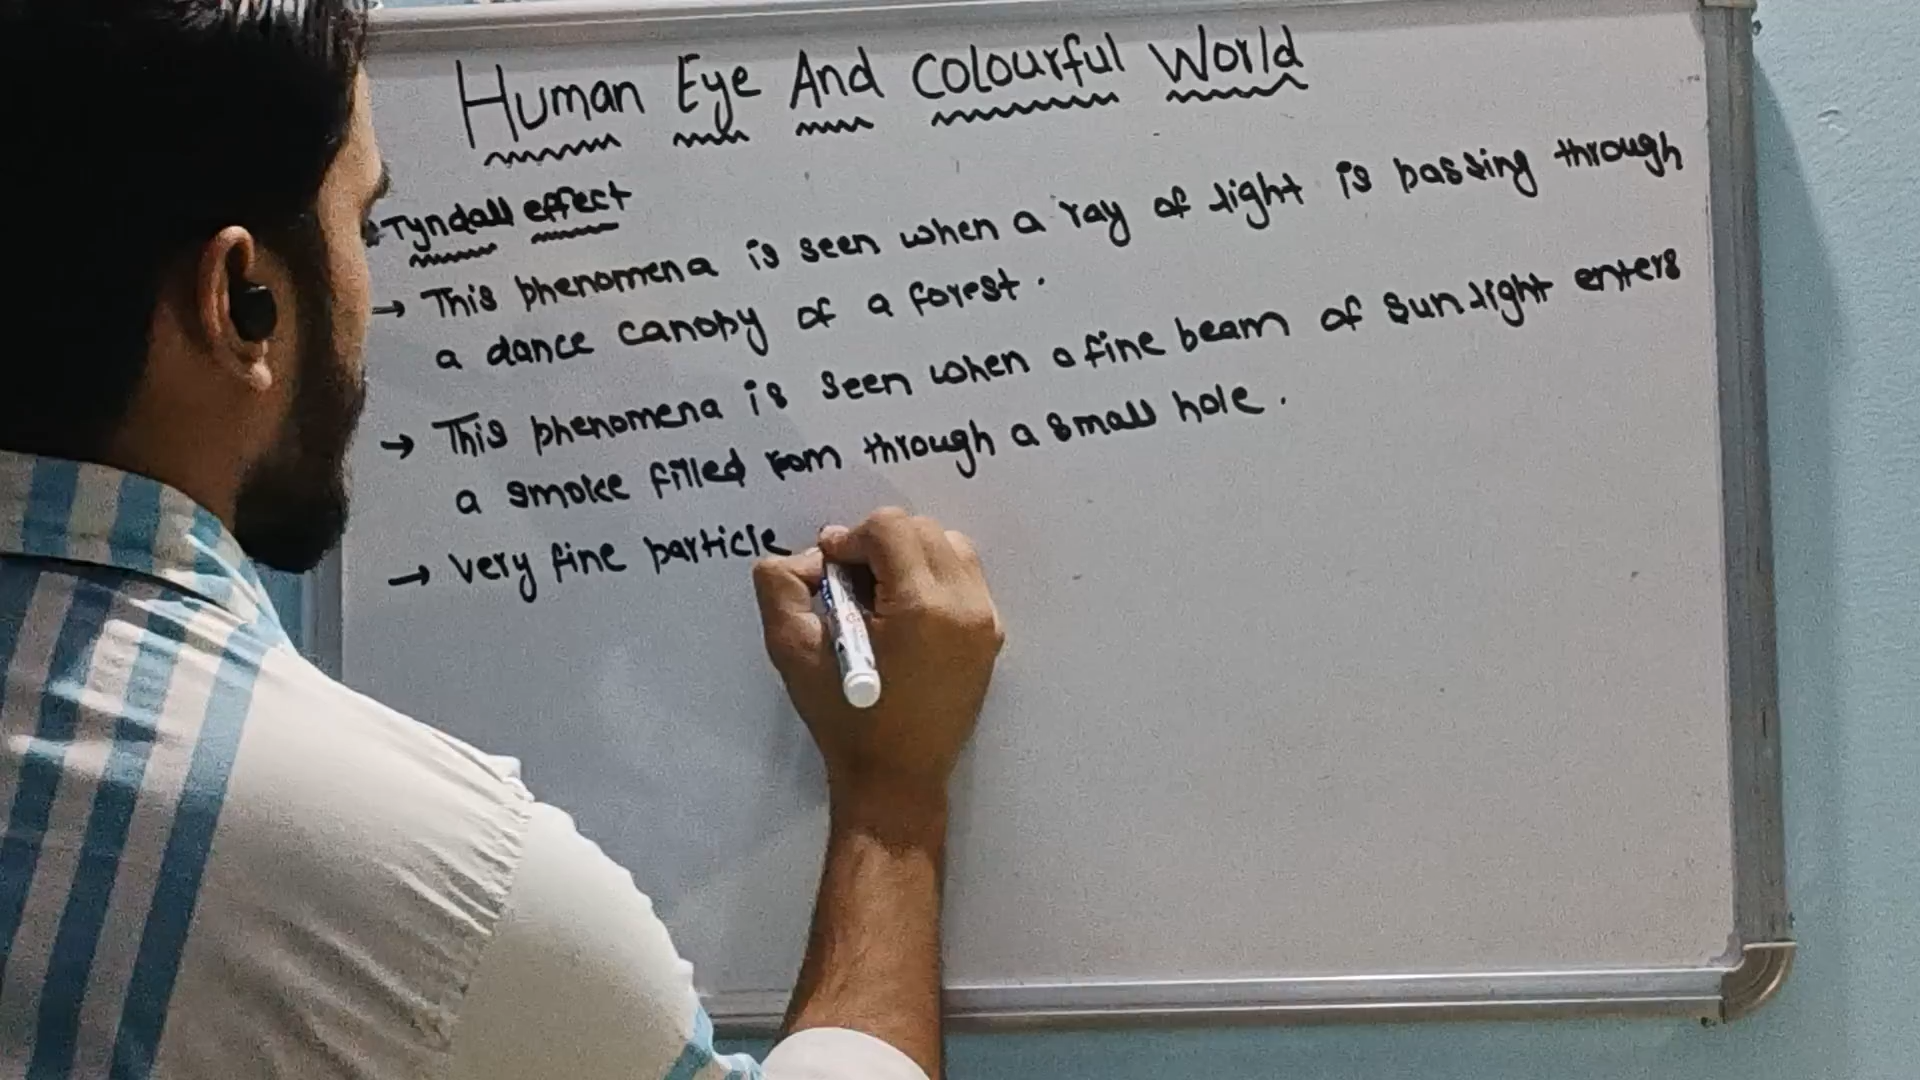 Human Eye And Colourful World
Tyndall effect
→ This phenomena is seen when a ray of light is passing through
a dance canopy of a forest.
→ This phenomena is seen when a fine beam of sunlight enters
a smoke filled rom through a small hole.
→ Very fine particle